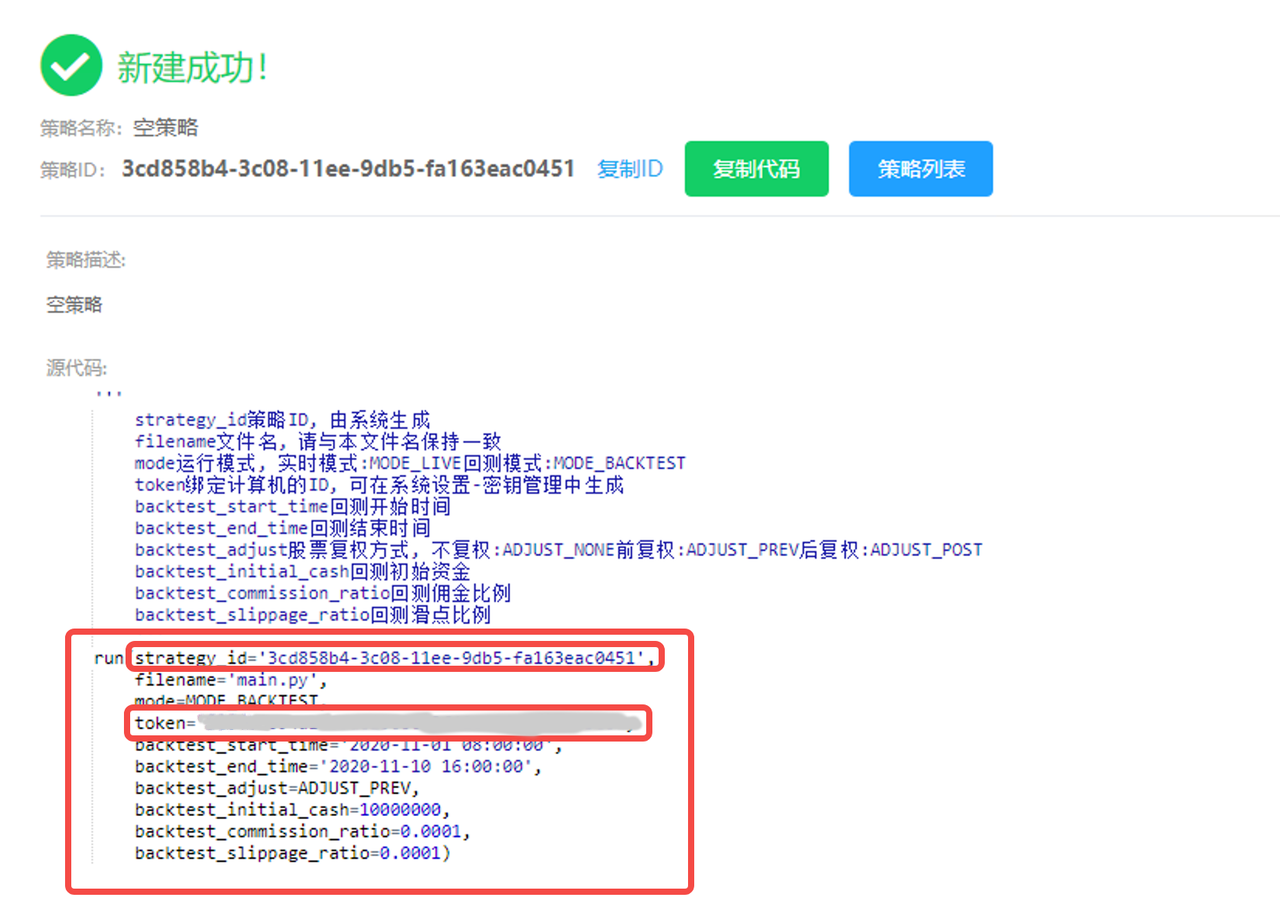 新建成功！
策略名称： 空策略
策略ID： 3cd858b4-3c08-11ee-9db5-fa163eac0451 复制ID 复制代码 策略列表
策略描述:
空策略
源代码:
'''
strategy_id策略ID, 由系统生成
filename文件名, 请与本文件名保持一致
mode运行模式, 实时模式:MODE_LIVE回测模式:MODE_BACKTEST
token绑定计算机的ID, 可在系统设置-密钥管理中生成
backtest_start_time回测开始时间
backtest_end_time回测结束时间
backtest_adjust股票复权方式, 不复权:ADJUST_NONE前复权:ADJUST_PREV后复权:ADJUST_POST
backtest_initial_cash回测初始资金
backtest_commission_ratio回测佣金比例
backtest_slippage_ratio回测滑点比例
run strategy_id='3cd858b4-3c08-11ee-9db5-fa163eac0451',
filename='main.py',
mode=MODE_BACKTEST,
token=
backtest_start_time='2020-11-01 08:00:00',
backtest_end_time='2020-11-10 16:00:00',
backtest_adjust=ADJUST_PREV,
backtest_initial_cash=10000000,
backtest_commission_ratio=0.0001,
backtest_slippage_ratio=0.0001)